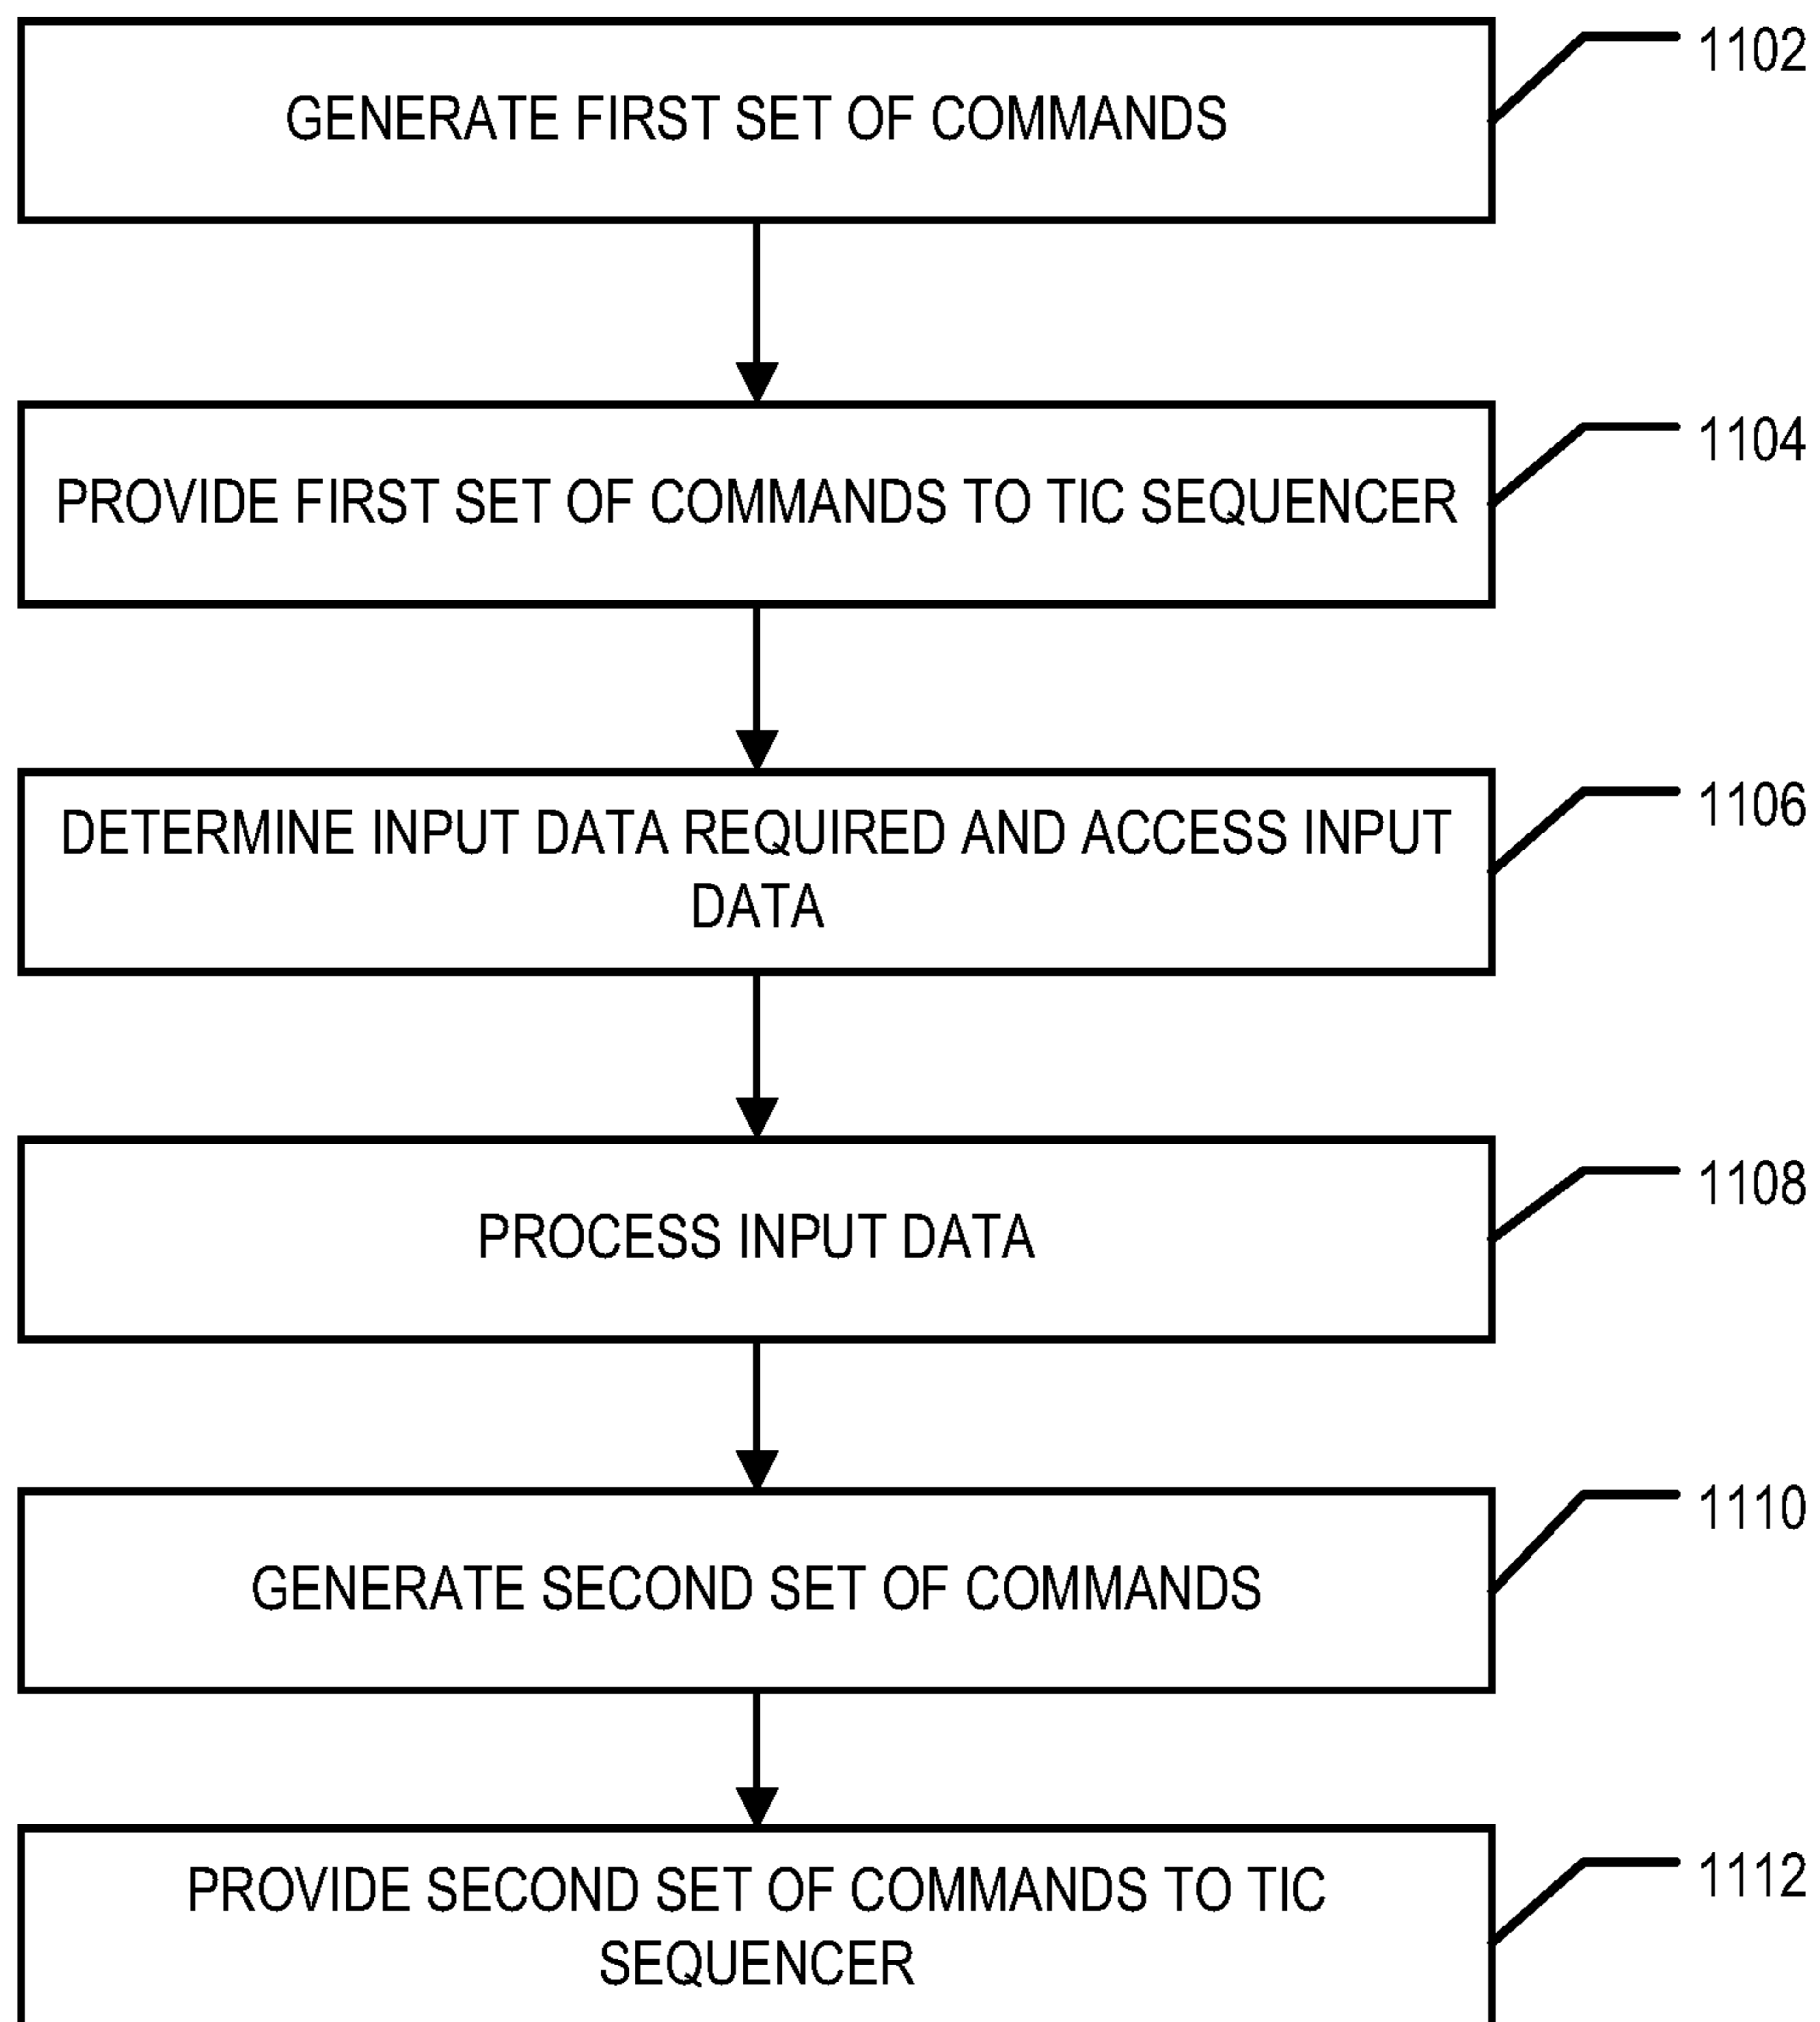 GENERATE FIRST SET OF COMMANDS
1102
PROVIDE FIRST SET OF COMMANDS TO TIC SEQUENCER
1104
DETERMINE INPUT DATA REQUIRED AND ACCESS INPUT
DATA
1106
PROCESS INPUT DATA
1108
GENERATE SECOND SET OF COMMANDS
1110
PROVIDE SECOND SET OF COMMANDS TO TIC
SEQUENCER
1112